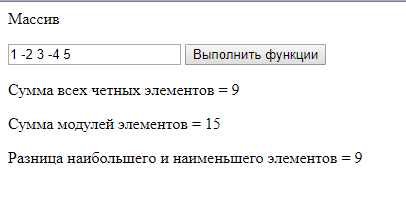 Массив
1 -2 3 -4 5 Выполнить функции
Сумма всех четных элементов = 9
Сумма модулей элементов = 15
Разница наибольшего и наименьшего элементов = 9